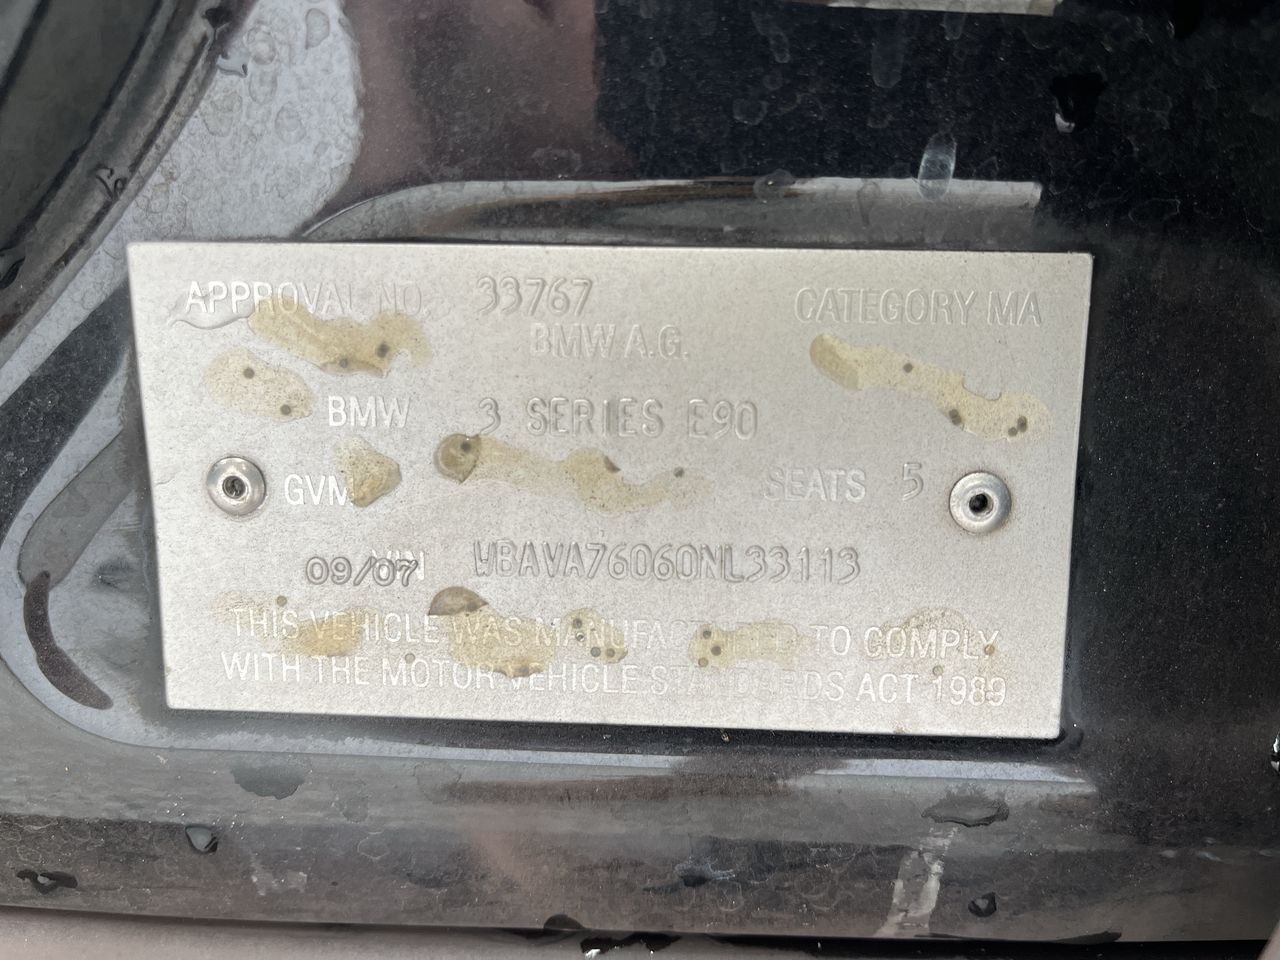 APPROVAL NO. 33767 CATEGORY MA
BMW A.G.
BMW 3 SERIES E90
GVM SEATS 5
09/07 VIN WBAVA76060NL33113
THIS VEHICLE WAS MANUFACTURED TO COMPLY
WITH THE MOTOR VEHICLE STANDARDS ACT 1989